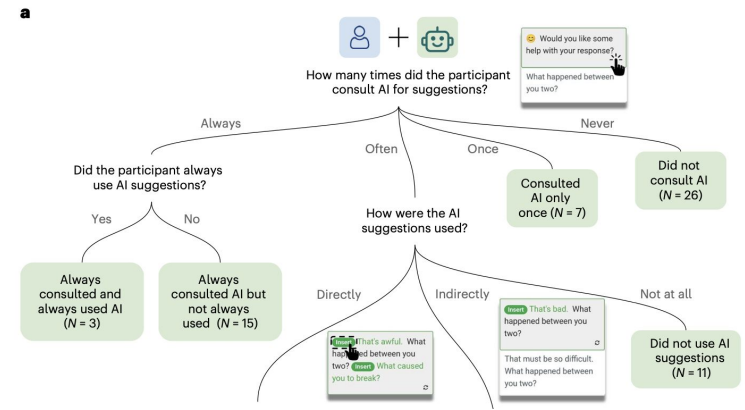 a
😊 Would you like some
help with your response?
What happened between
you two?
How many times did the participant
consult AI for suggestions?
Always
Often
Once
Never
Did the participant always
use AI suggestions?
Did not
consult AI
(N = 26)
Consulted
AI only
once (N = 7)
How were the AI
suggestions used?
Yes
No
Always
consulted and
always used AI
(N = 3)
Always
consulted AI but
not always
used (N = 15)
Directly
Indirectly
Not at all
Insert That's awful. What
happened between you
two? Insert What caused
you to break?
Insert That's bad. What
happened between you
two?
That must be so difficult.
What happened between
you two?
Did not use AI
suggestions
(N = 11)